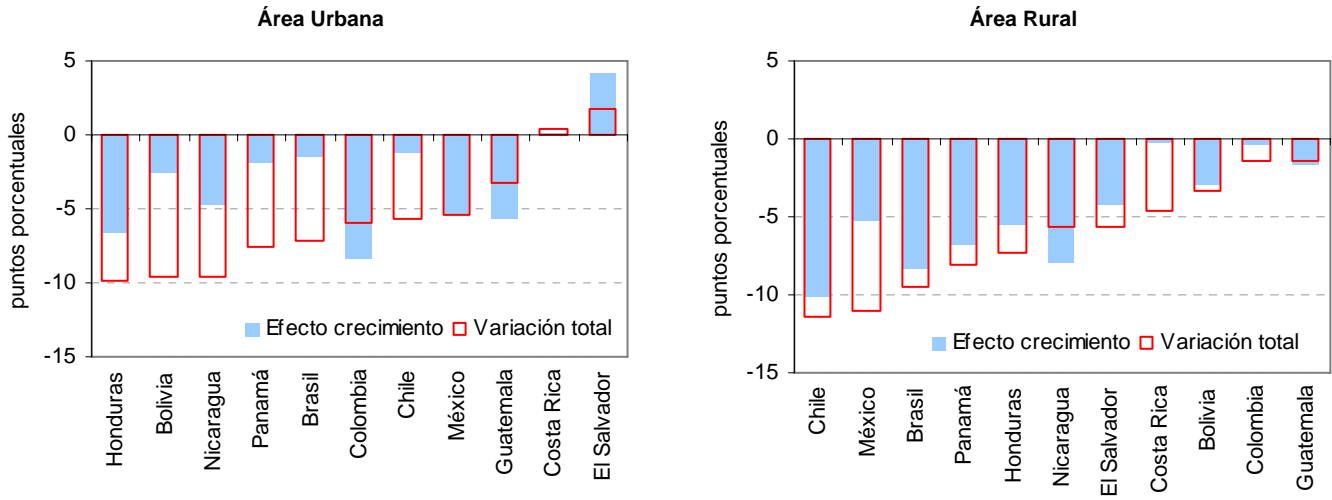 Área Urbana
puntos porcentuales
5
0
-5
-10
-15
Efecto crecimiento
Variación total
Honduras
Bolivia
Nicaragua
Panamá
Brasil
Colombia
Chile
México
Guatemala
Costa Rica
El Salvador
Área Rural
puntos porcentuales
5
0
-5
-10
-15
Efecto crecimiento
Variación total
Chile
México
Brasil
Panamá
Honduras
Nicaragua
El Salvador
Costa Rica
Bolivia
Colombia
Guatemala